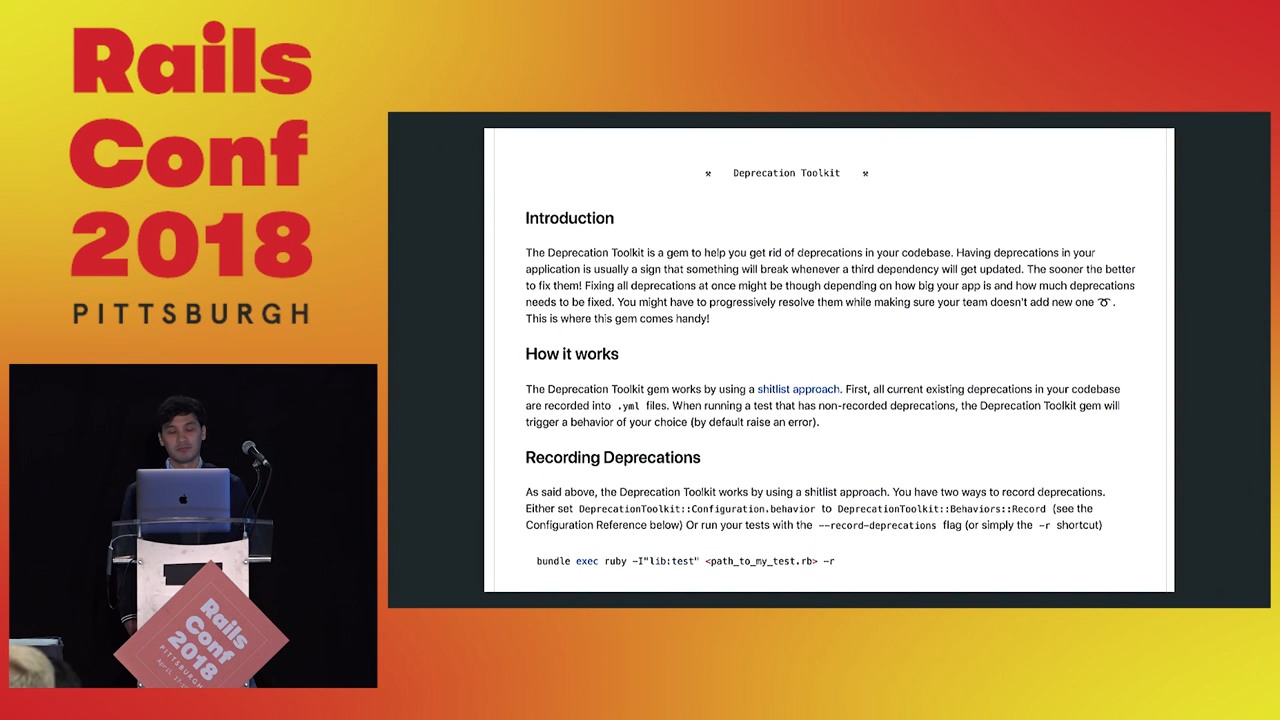 Rails
Conf
2018
PITTSBURGH
⚒ Deprecation Toolkit ⚒
Introduction
The Deprecation Toolkit is a gem to help you get rid of deprecations in your codebase. Having deprecations in your
application is usually a sign that something will break whenever a third dependency will get updated. The sooner the better
to fix them! Fixing all deprecations at once might be though depending on how big your app is and how much deprecations
needs to be fixed. You might have to progressively resolve them while making sure your team doesn't add new one ➰ .
This is where this gem comes handy!
How it works
The Deprecation Toolkit gem works by using a shitlist approach. First, all current existing deprecations in your codebase
are recorded into .yml files. When running a test that has non-recorded deprecations, the Deprecation Toolkit gem will
trigger a behavior of your choice (by default raise an error).
Recording Deprecations
As said above, the Deprecation Toolkit works by using a shitlist approach. You have two ways to record deprecations.
Either set DeprecationToolkit::Configuration.behavior to DeprecationToolkit::Behaviors::Record (see the
Configuration Reference below) Or run your tests with the --record-deprecations flag (or simply the -r shortcut)
bundle exec ruby -I"lib:test" <path_to_my_test.rb> -r
Rails
Conf
2018
PITTSBURGH